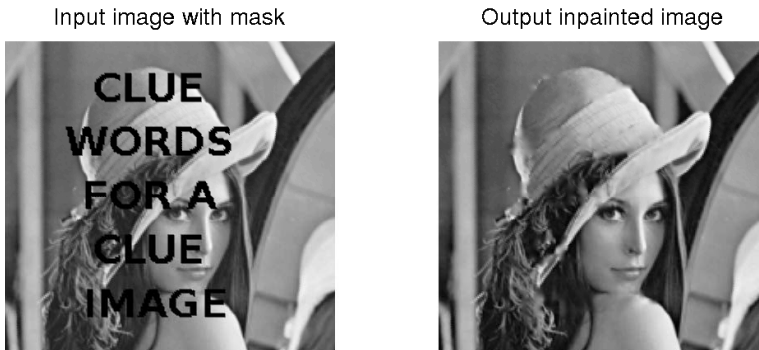 Input image with mask
Output inpainted image
CLUE
WORDS
FOR A
CLUE
IMAGE